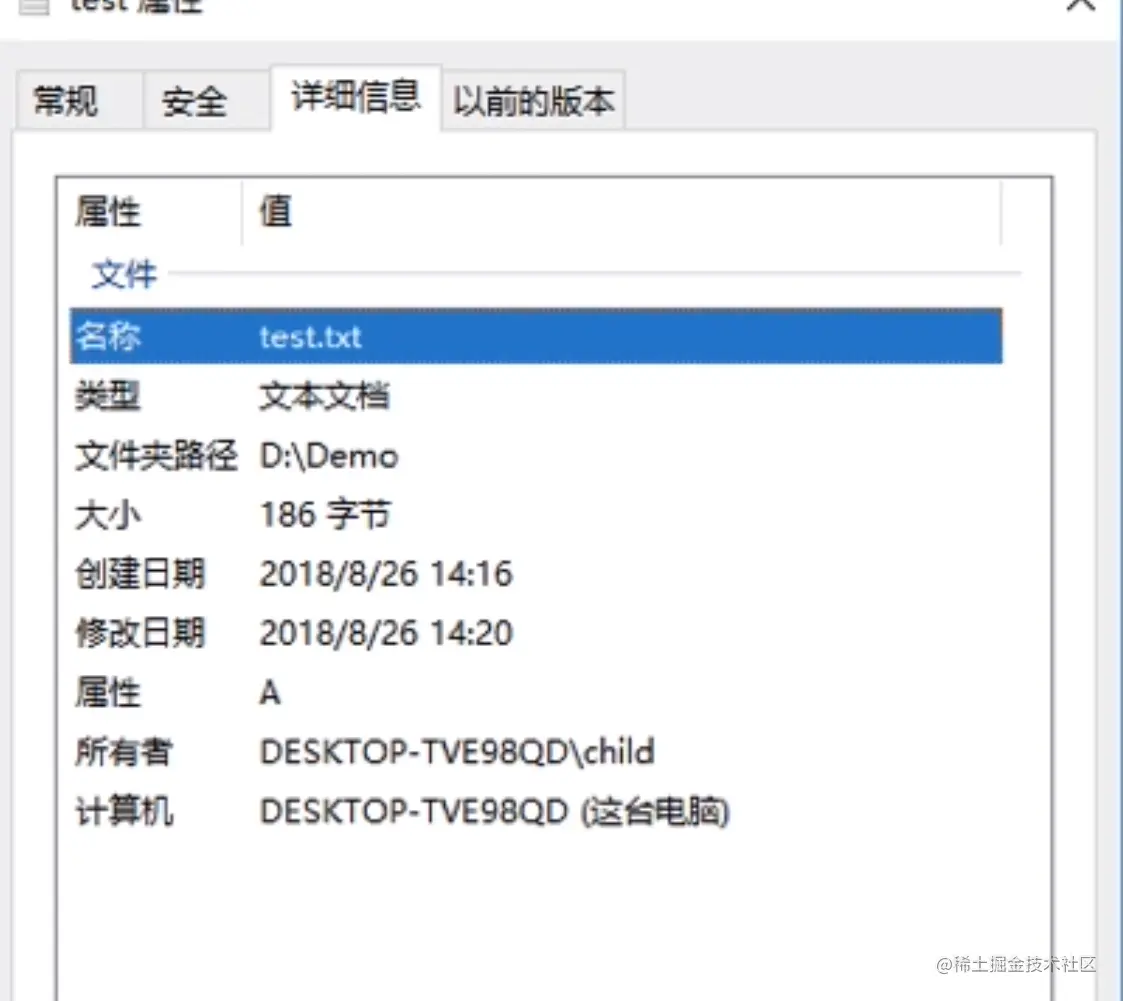 test 属性
常规 安全 详细信息 以前的版本
属性 值
文件
名称 test.txt
类型 文本文档
文件夹路径 D:\Demo
大小 186 字节
创建日期 2018/8/26 14:16
修改日期 2018/8/26 14:20
属性 A
所有者 DESKTOP-TVE98QD\child
计算机 DESKTOP-TVE98QD (这台电脑)
@稀土掘金技术社区